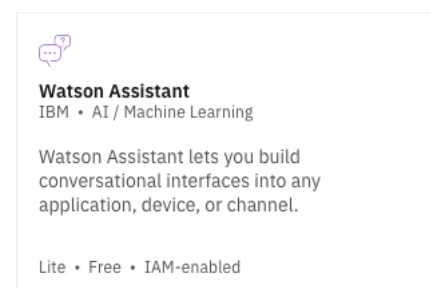 Watson Assistant
IBM • AI / Machine Learning
Watson Assistant lets you build
conversational interfaces into any
application, device, or channel.
Lite • Free • IAM-enabled